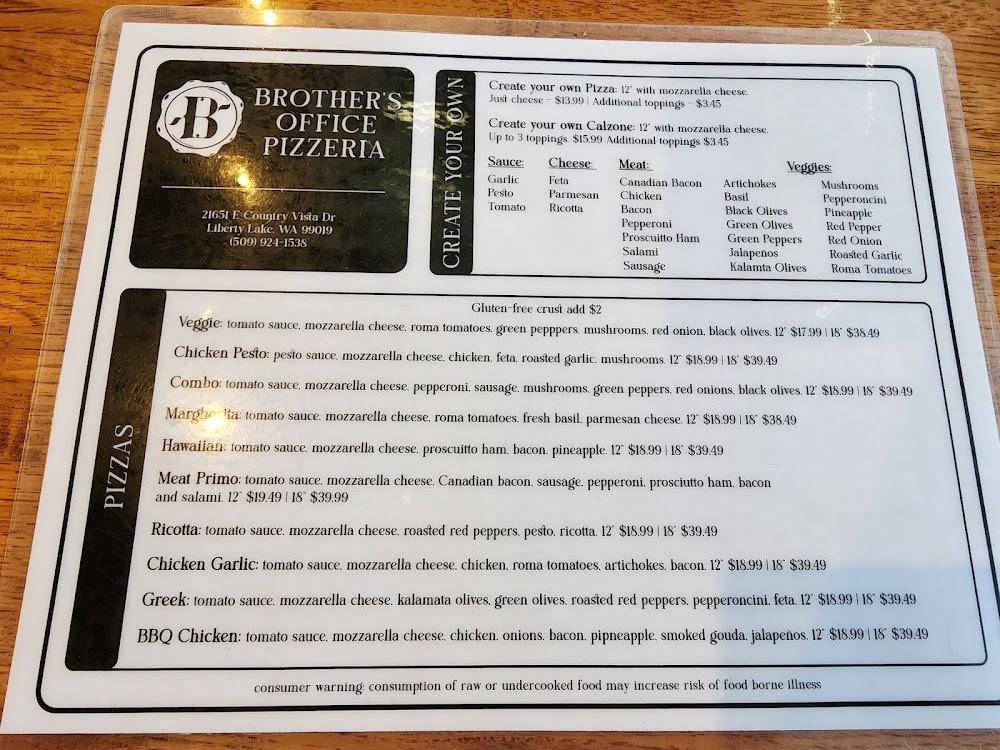 B
BROTHER'S
OFFICE
PIZZERIA
21651 E Country Vista Dr
Liberty Lake, WA 99019
(509) 924-1538
CREATE YOUR OWN
Create your own Pizza: 12" with mozzarella cheese.
Just cheese - $13.99 | Additional toppings - $3.45
Create your own Calzone: 12" with mozzarella cheese.
Up to 3 toppings. $15.99 Additional toppings $3.45
Sauce:
Garlic
Pesto
Tomato
Cheese:
Feta
Parmesan
Ricotta
Meat:
Canadian Bacon
Chicken
Bacon
Pepperoni
Proscuitto Ham
Salami
Sausage
Veggies:
Artichokes
Basil
Black Olives
Green Olives
Green Peppers
Jalapeños
Kalamta Olives
Mushrooms
Pepperoncini
Pineapple
Red Pepper
Red Onion
Roasted Garlic
Roma Tomatoes
PIZZAS
Gluten-free crust add $2
Veggie: tomato sauce, mozzarella cheese, roma tomatoes, green pepppers, mushrooms, red onion, black olives. 12" $17.99 | 18" $38.49
Chicken Pesto: pesto sauce, mozzarella cheese, chicken, feta, roasted garlic, mushrooms. 12" $18.99 | 18" $39.49
Combo: tomato sauce, mozzarella cheese, pepperoni, sausage, mushrooms, green peppers, red onions, black olives. 12" $18.99 | 18" $39.49
Margherita: tomato sauce, mozzarella cheese, roma tomatoes, fresh basil, parmesan cheese. 12" $18.99 | 18" $38.49
Hawaiian: tomato sauce, mozzarella cheese, proscuitto ham, bacon, pineapple. 12" $18.99 | 18" $39.49
Meat Primo: tomato sauce, mozzarella cheese, Canadian bacon, sausage, pepperoni, prosciutto ham, bacon
and salami. 12" $19.49 | 18" $39.99
Ricotta: tomato sauce, mozzarella cheese, roasted red peppers, pesto, ricotta. 12" $18.99 | 18" $39.49
Chicken Garlic: tomato sauce, mozzarella cheese, chicken, roma tomatoes, artichokes, bacon. 12" $18.99 | 18" $39.49
Greek: tomato sauce, mozzarella cheese, kalamata olives, green olives, roasted red peppers, pepperoncini, feta. 12" $18.99 | 18" $39.49
BBQ Chicken: tomato sauce, mozzarella cheese, chicken, onions, bacon, pipneapple, smoked gouda, jalapeños. 12" $18.99 | 18" $39.49
consumer warning: consumption of raw or undercooked food may increase risk of food borne illness